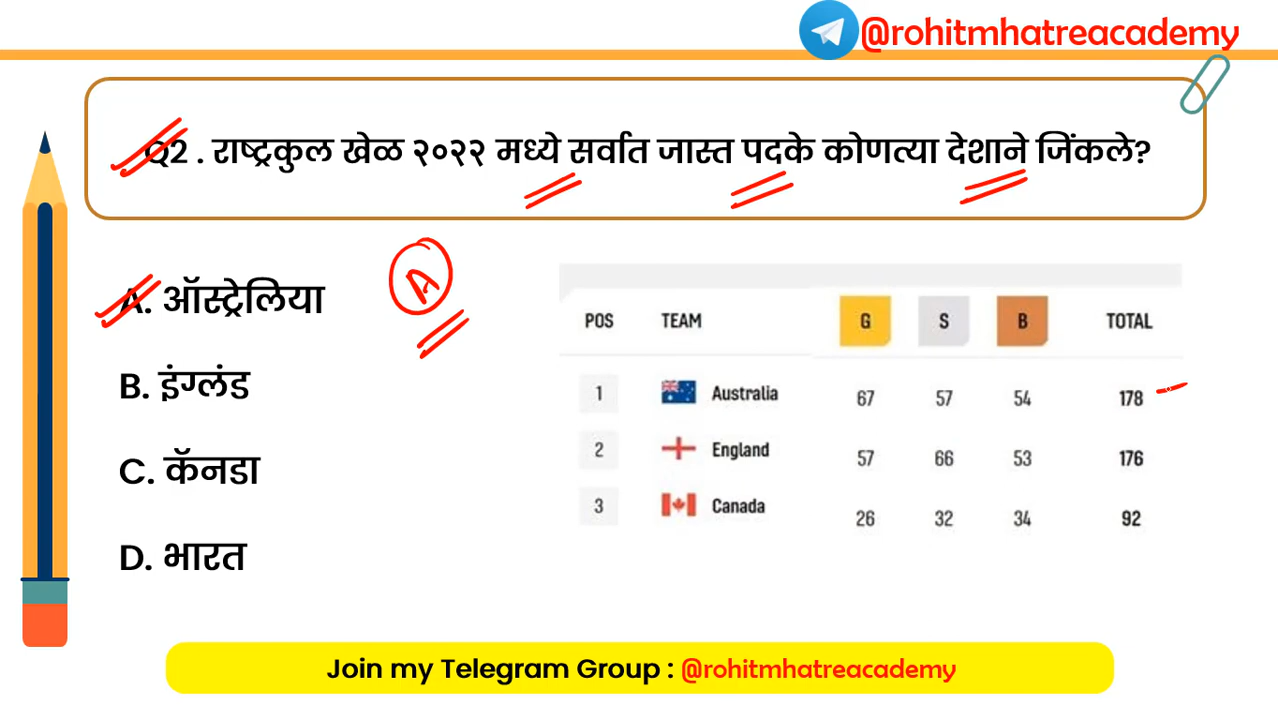 @rohitmhatreacademy
Q2 . राष्ट्रकुल खेळ २०२२ मध्ये सर्वात जास्त पदके कोणत्या देशाने जिंकले?
A. ऑस्ट्रेलिया
A
B. इंग्लंड
C. कॅनडा
D. भारत
POS TEAM G S B TOTAL
1 Australia 67 57 54 178
2 England 57 66 53 176
3 Canada 26 32 34 92
Join my Telegram Group : @rohitmhatreacademy